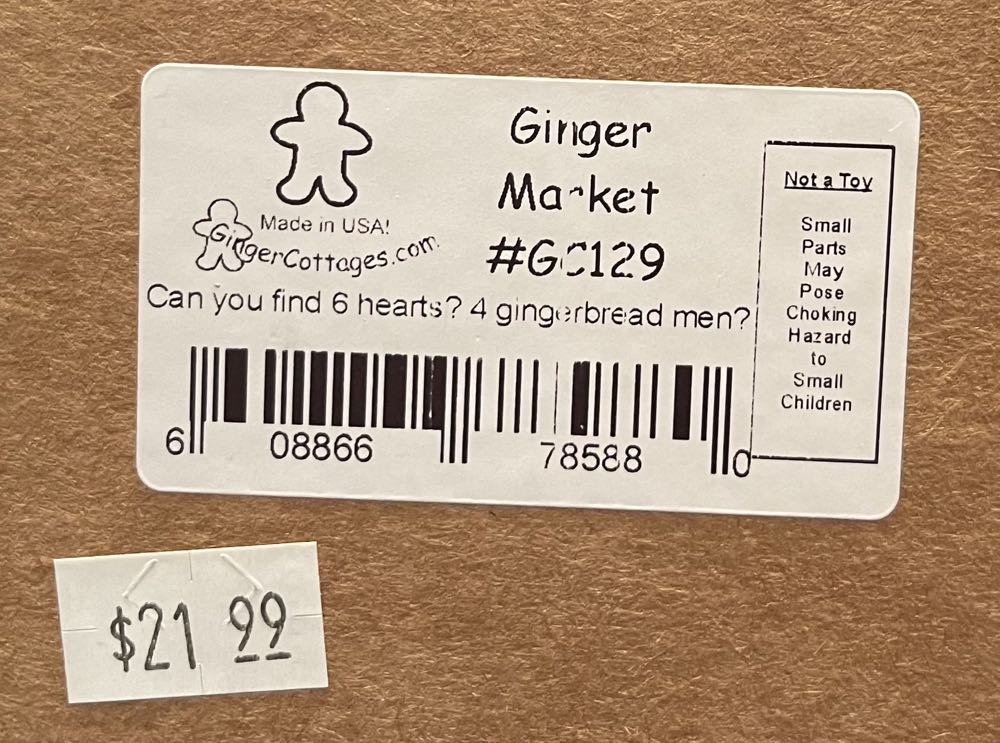 Ginger
Market
#GC129
Made in USA!
GingerCottages.com
Can you find 6 hearts? 4 gingerbread men?
6 08866 78588 0
Not a Toy
Small
Parts
May
Pose
Choking
Hazard
to
Small
Children
$21 99